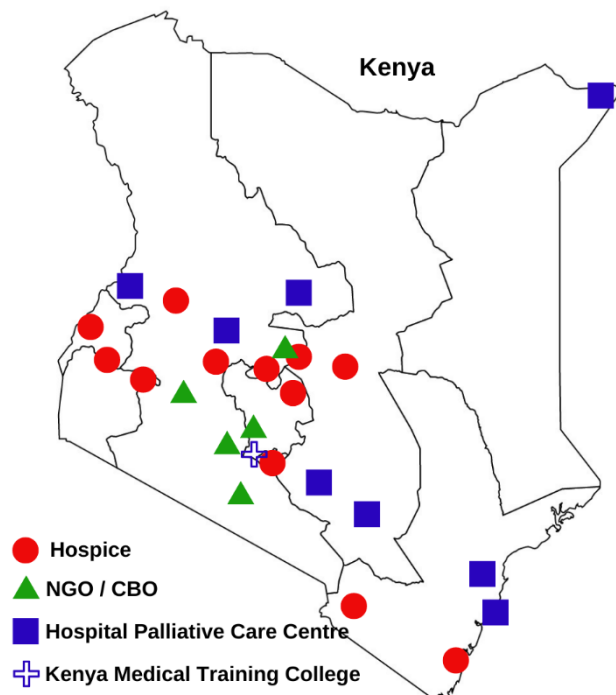 Kenya
Hospice
NGO / CBO
Hospital Palliative Care Centre
Kenya Medical Training College